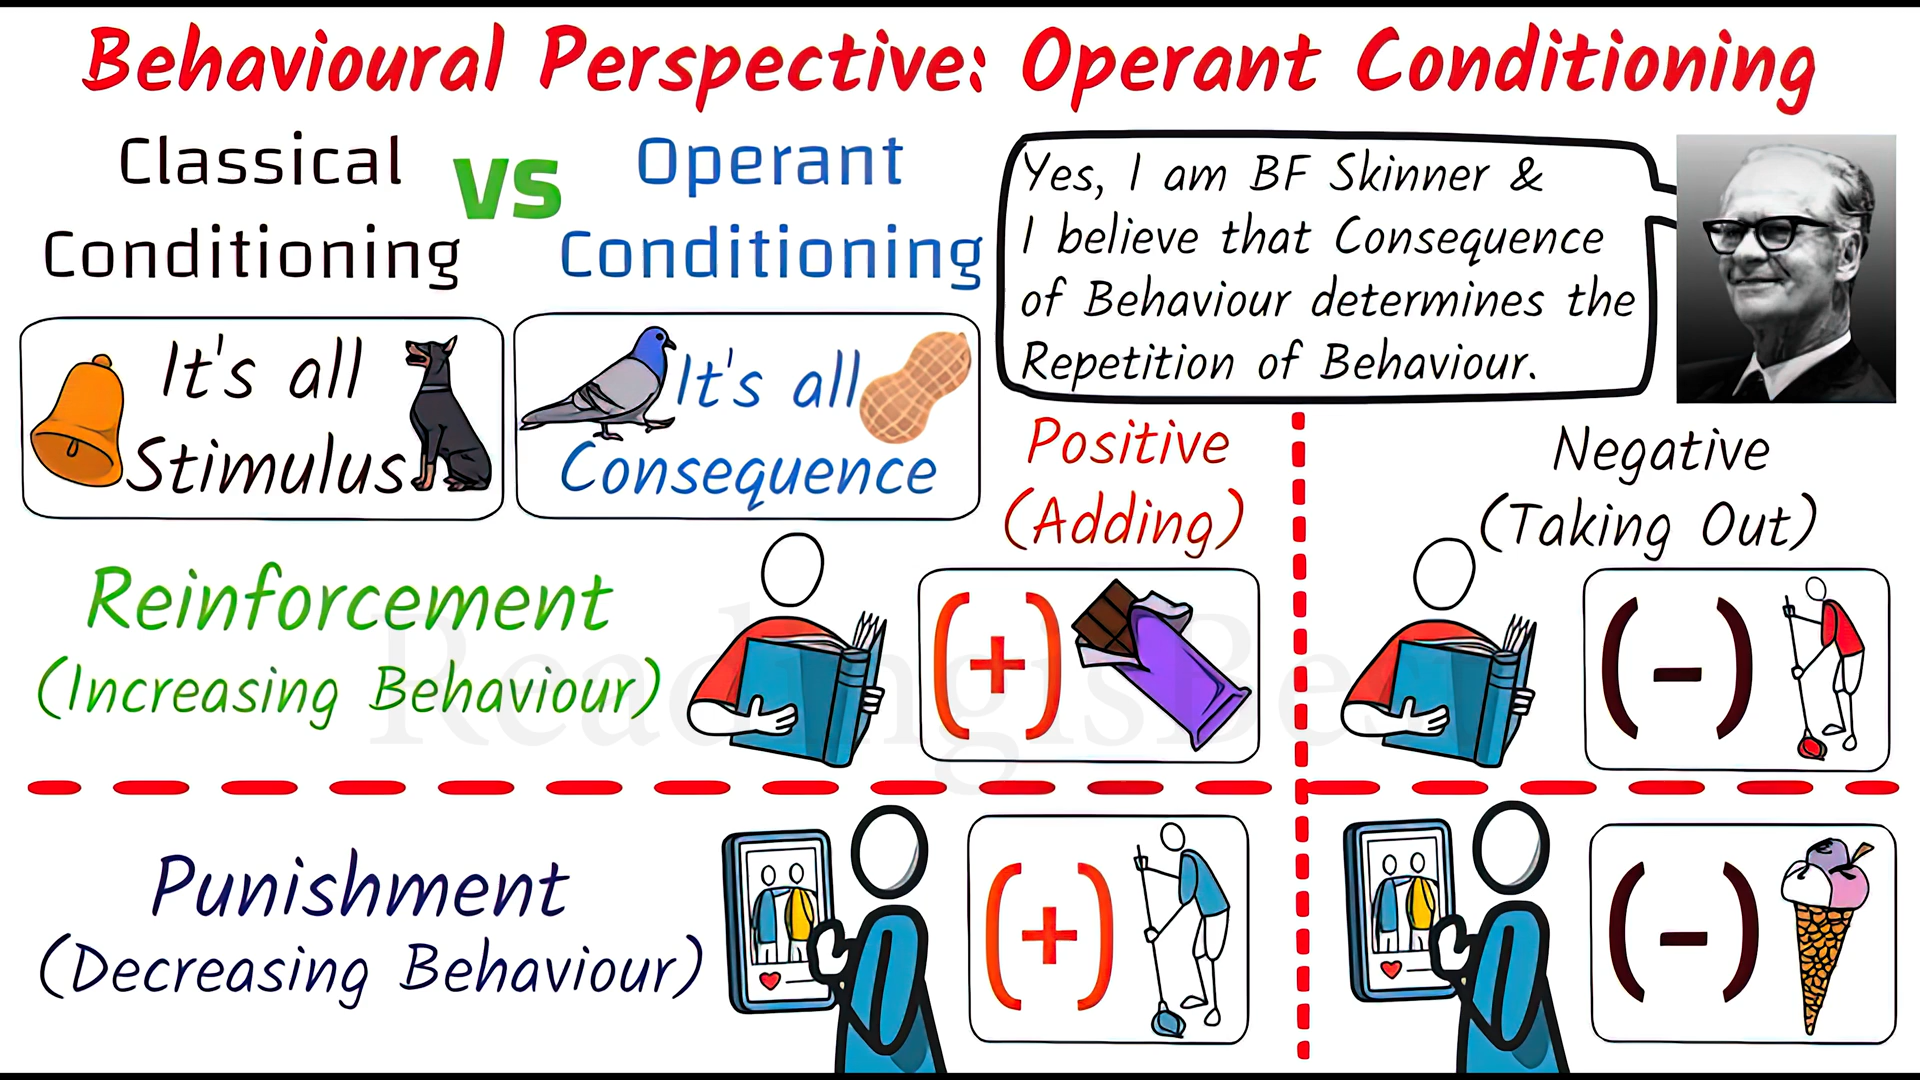 Behavioural Perspective: Operant Conditioning
Classical
Conditioning
VS
Operant
Conditioning
Yes, I am BF Skinner &
I believe that Consequence
of Behaviour determines the
Repetition of Behaviour.
It's all
Stimulus
It's all
Consequence
Positive
(Adding)
Negative
(Taking Out)
Reinforcement
(Increasing Behaviour)
(+)
(-)
ReadingIsBest
Punishment
(Decreasing Behaviour)
(+)
(-)